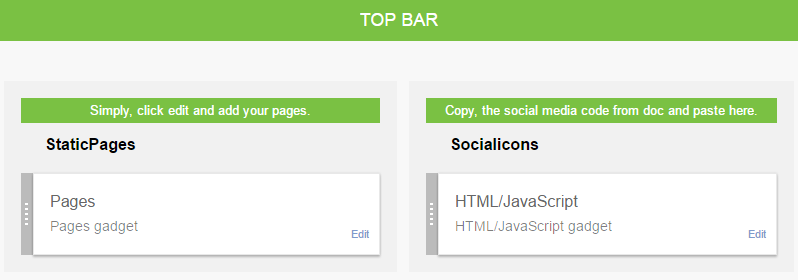 TOP BAR
Simply, click edit and add your pages.
StaticPages
Pages
Pages gadget
Edit
Copy, the social media code from doc and paste here.
Socialicons
HTML/JavaScript
HTML/JavaScript gadget
Edit